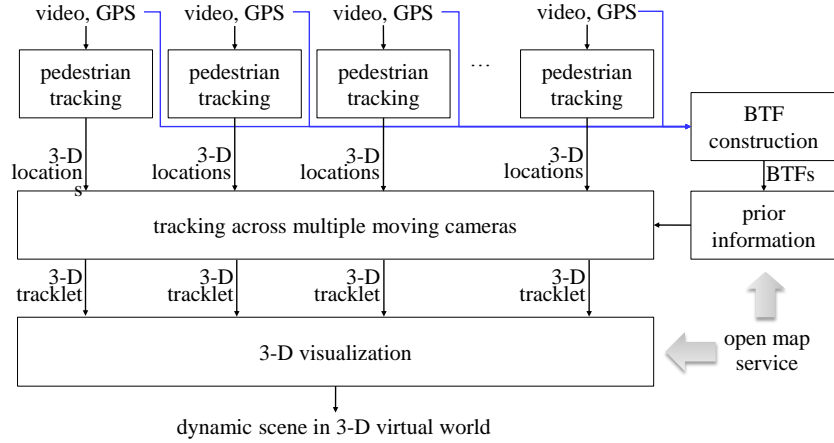 video, GPS
video, GPS
video, GPS
video, GPS
pedestrian
tracking
pedestrian
tracking
pedestrian
tracking
...
pedestrian
tracking
BTF
construction
3-D
location
s
3-D
locations
3-D
locations
3-D
locations
BTFs
tracking across multiple moving cameras
prior
information
3-D
tracklet
3-D
tracklet
3-D
tracklet
3-D
tracklet
3-D visualization
open map
service
dynamic scene in 3-D virtual world